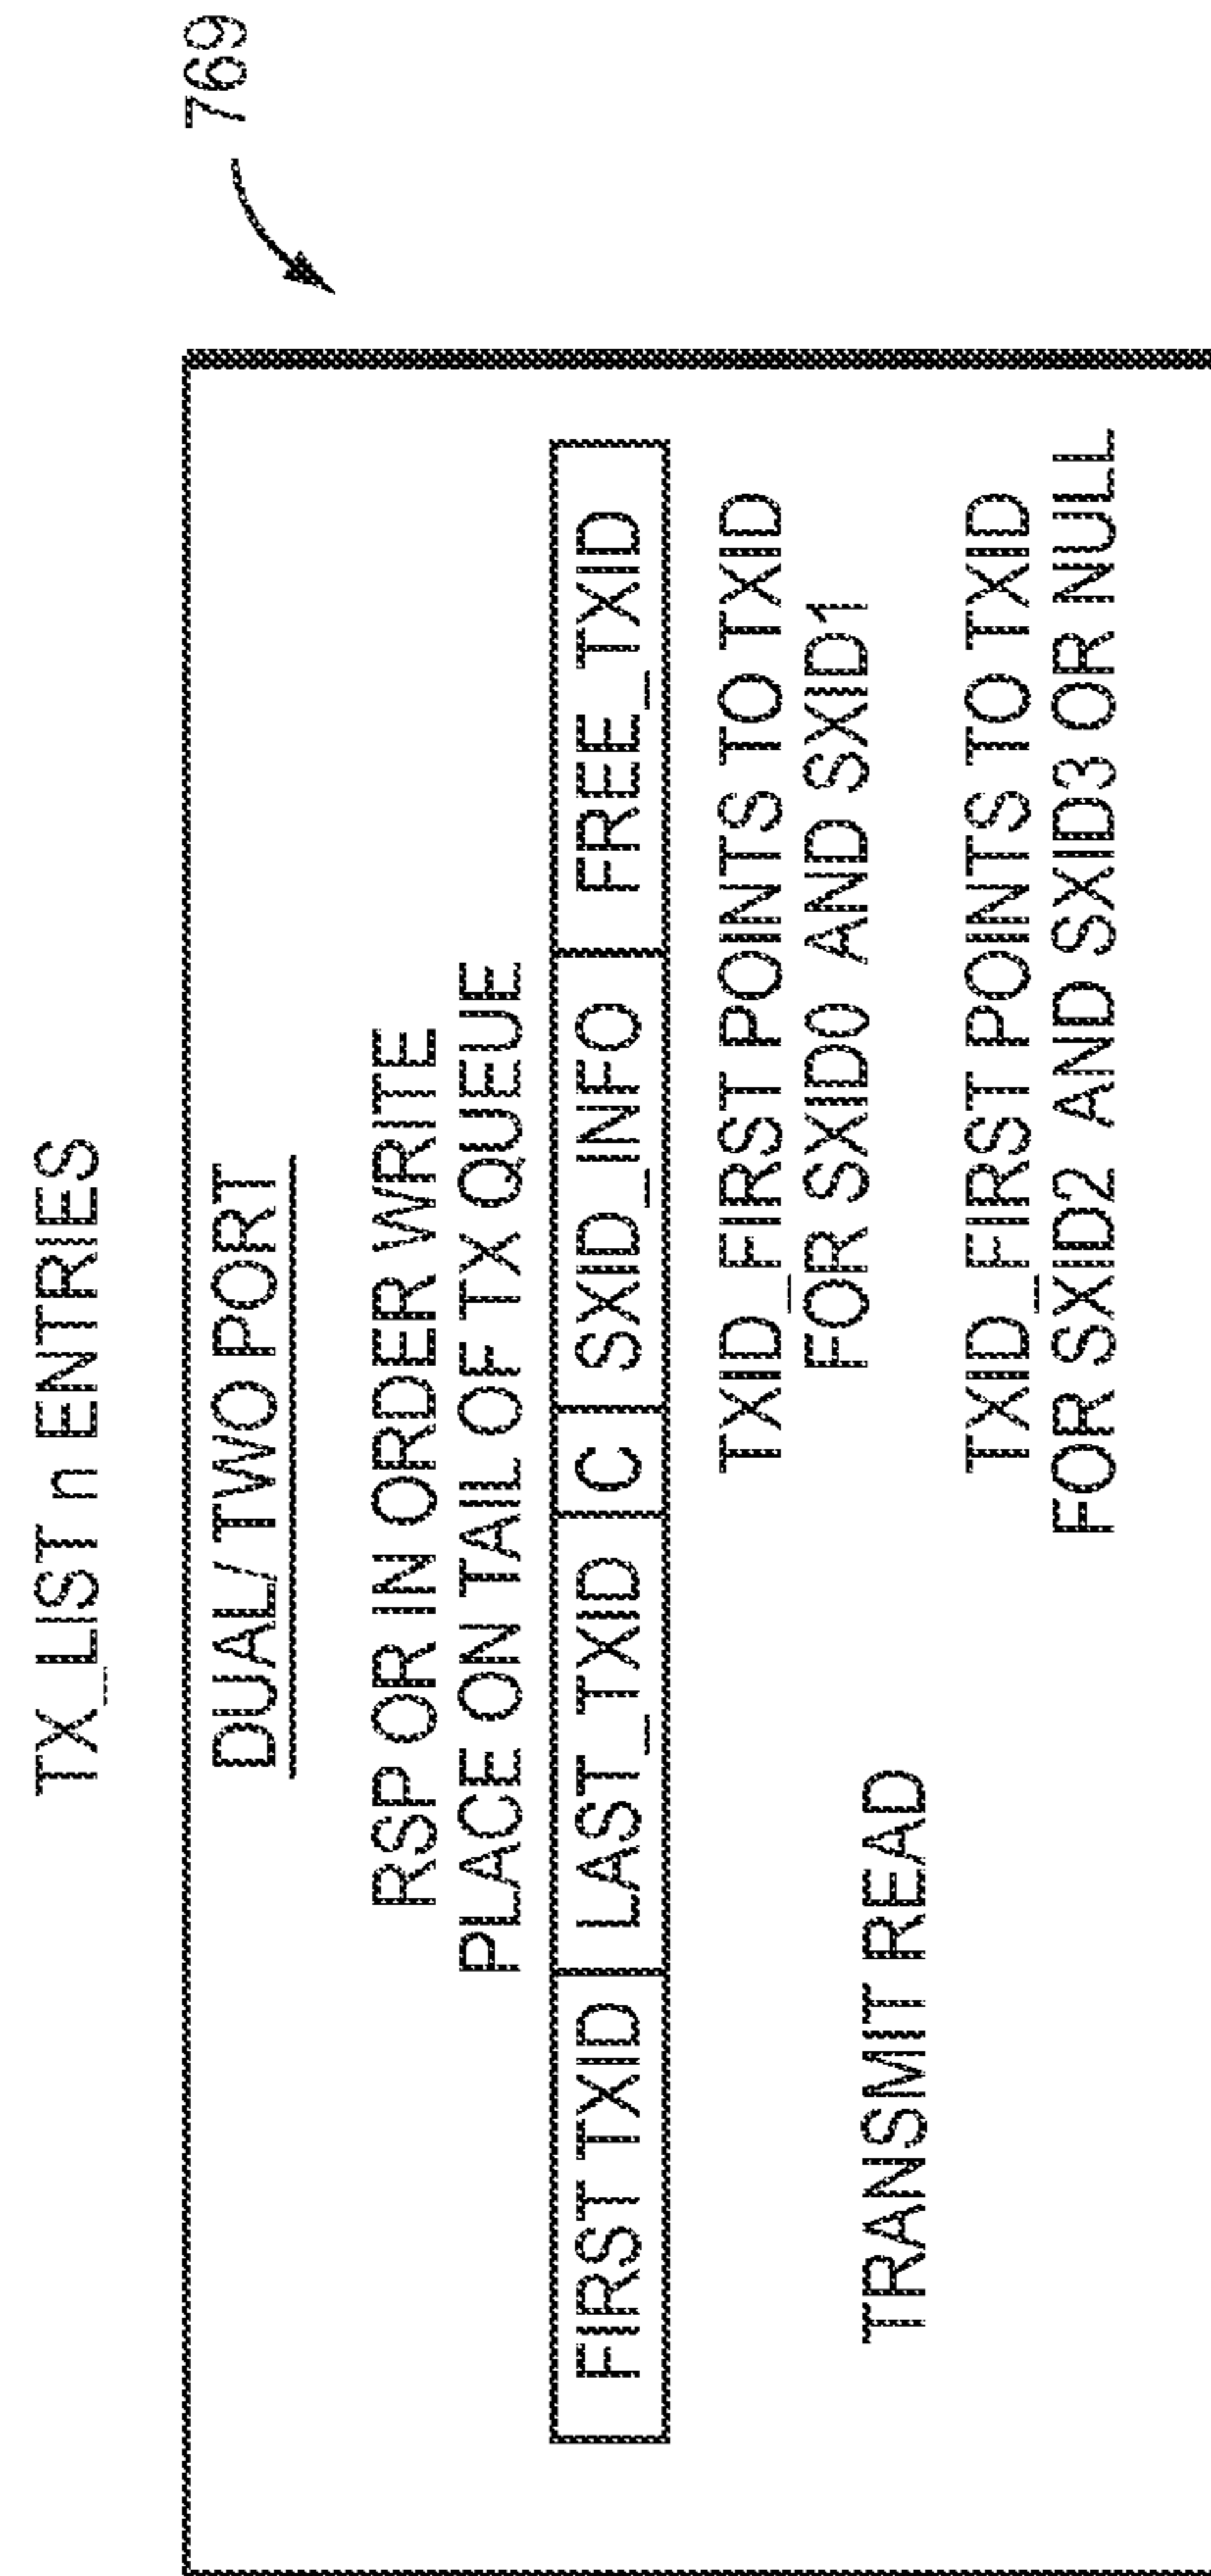 TX_LIST n ENTRIES
769
DUAL/TWO PORT
RSP OR IN ORDER WRITE
PLACE ON TAIL OF TX QUEUE
FIRST TXID LAST_TXID C SXID_INFO FREE_TXID
TXID_FIRST POINTS TO TXID
FOR SXID0 AND SXID1
TRANSMIT READ
TXID_FIRST POINTS TO TXID
FOR SXID2 AND SXID3 OR NULL